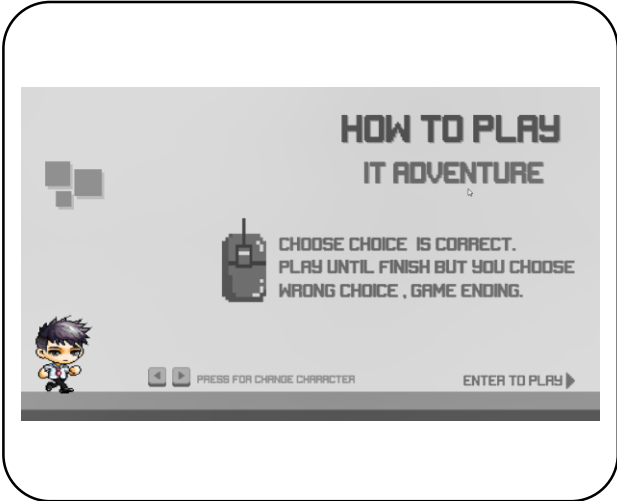 HOW TO PLAY
IT ADVENTURE
CHOOSE CHOICE IS CORRECT.
PLAY UNTIL FINISH BUT YOU CHOOSE
WRONG CHOICE , GAME ENDING.
PRESS FOR CHANGE CHARACTER
ENTER TO PLAY